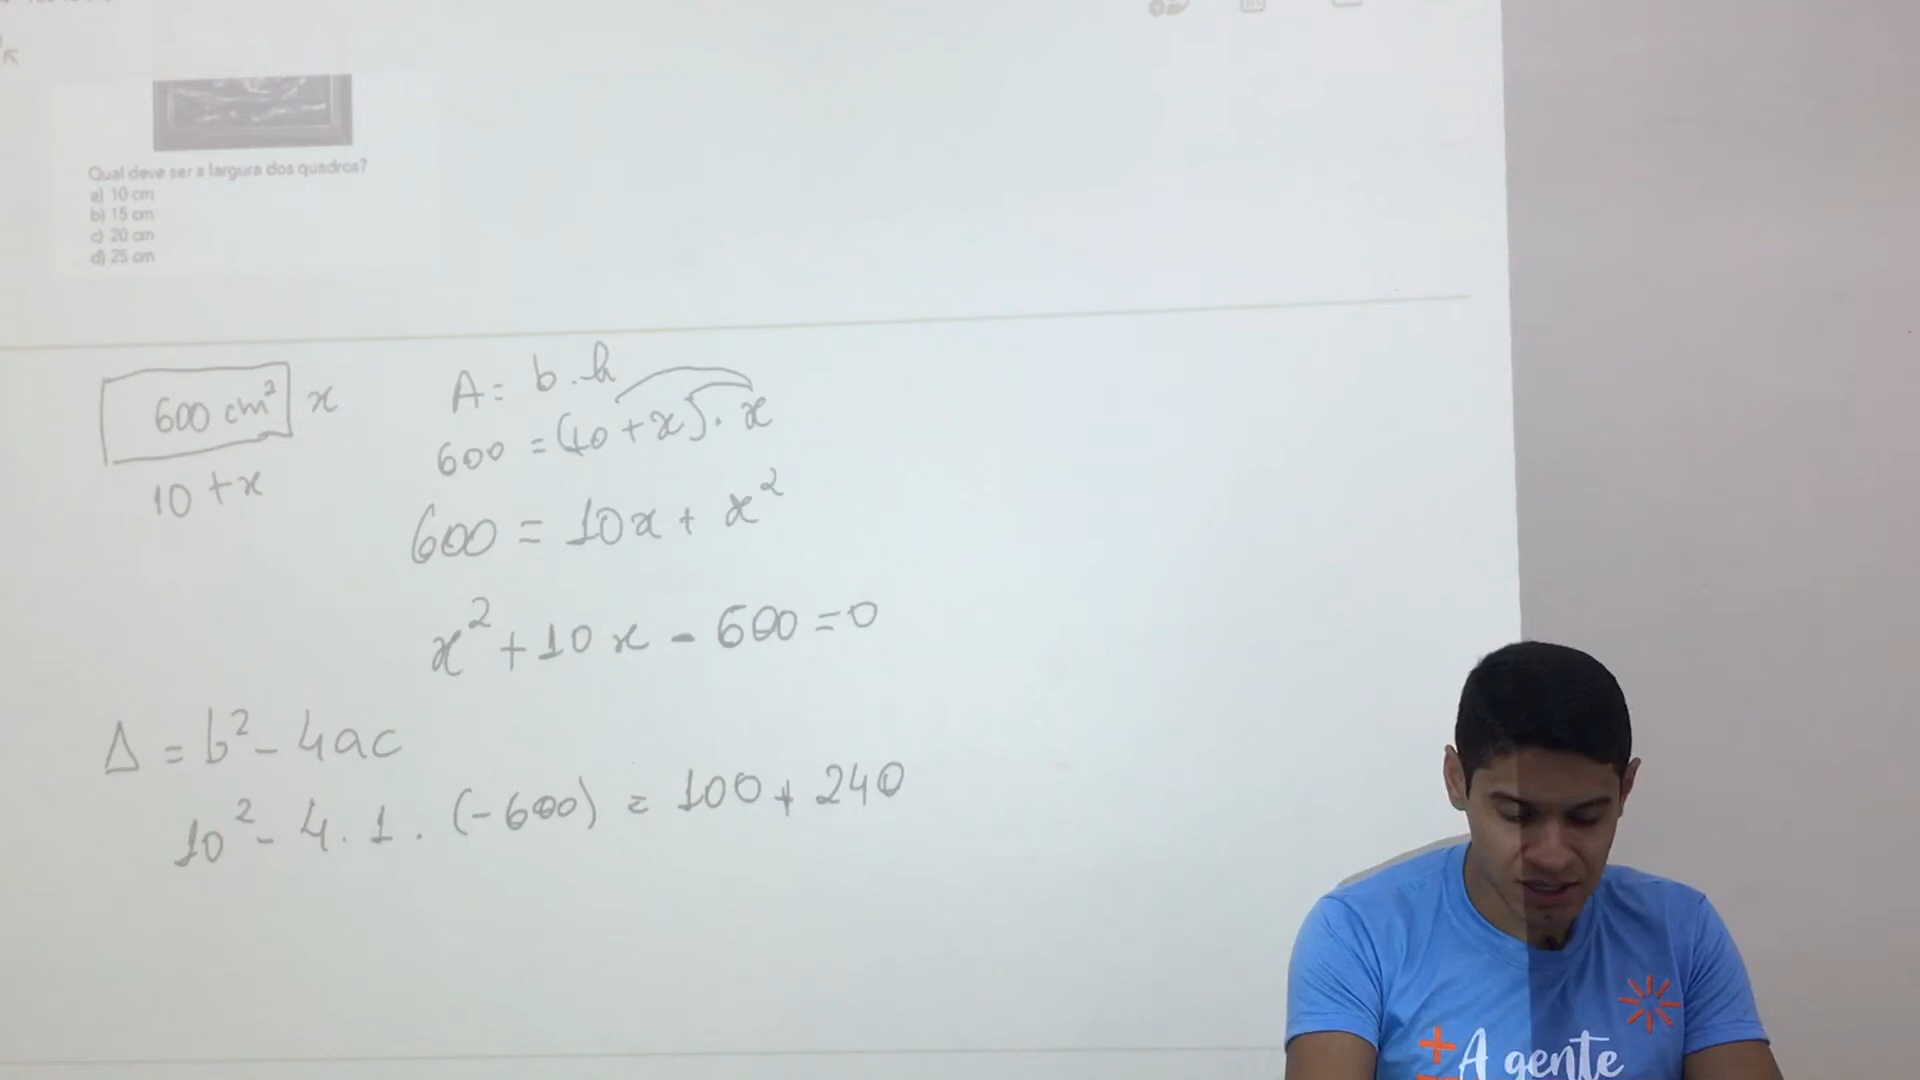 Qual deve ser a largura dos quadros?
a) 10 cm
b) 15 cm
c) 20 cm
d) 25 cm
600 cm² x
10 + x
A = b . h
600 = (10 + x) . x
600 = 10x + x²
x² + 10x - 600 = 0
Δ = b² - 4ac
10² - 4 . 1 . (-600) = 100 + 240
+ A gente